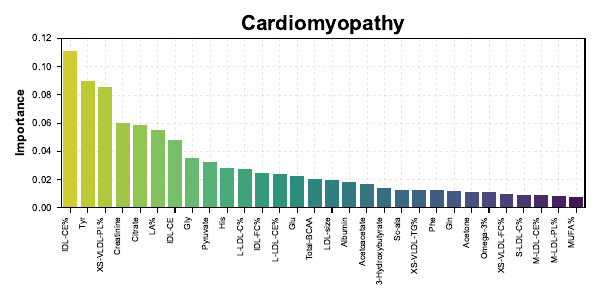 Cardiomyopathy
Importance
0.12
0.10
0.08
0.06
0.04
0.02
0.00
IDL-CE%
Tyr
XS-VLDL-PL%
Creatinine
Citrate
LA%
IDL-CE
Gly
Pyruvate
His
L-LDL-C%
IDL-FC%
L-LDL-CE%
Glu
Total-BCAA
LDL-size
Albumin
Acetoacetate
3-Hydroxybutyrate
XS-VLDL-TG%
Phe
Gln
Acetone
Omega-3%
XS-VLDL-FC%
S-LDL-C%
M-LDL-CE%
M-LDL-PL%
MUFA%